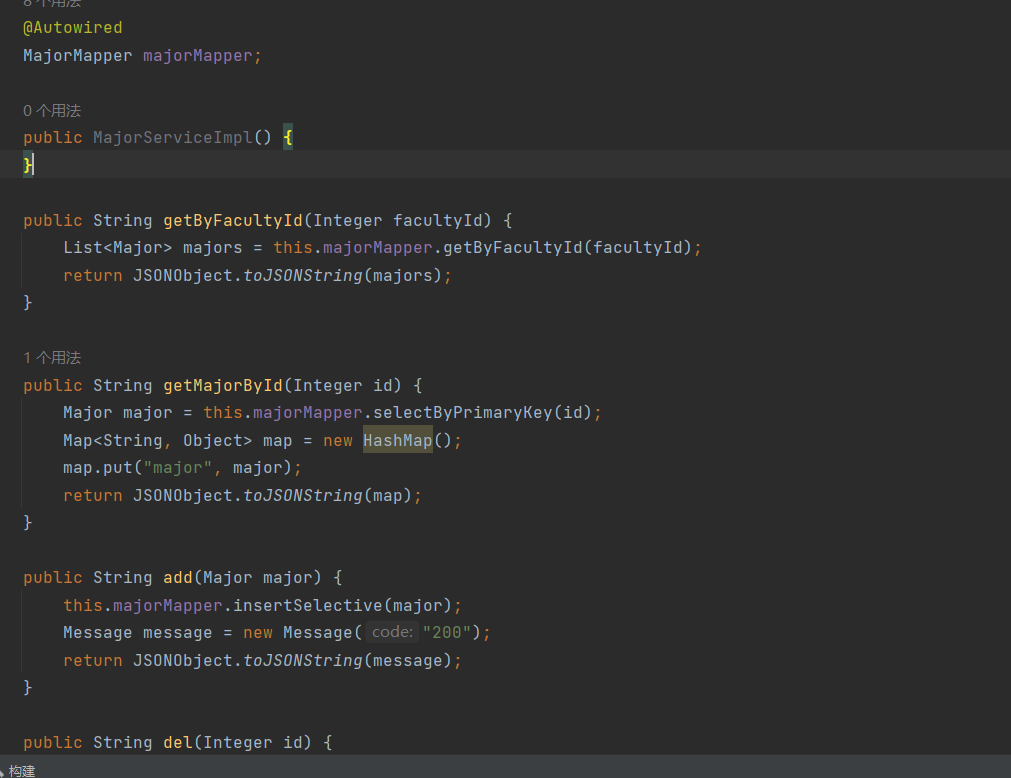 8 个用法
@Autowired
MajorMapper majorMapper;
0 个用法
public MajorServiceImpl() {
}
public String getByFacultyId(Integer facultyId) {
List<Major> majors = this.majorMapper.getByFacultyId(facultyId);
return JSONObject.toJSONString(majors);
}
1 个用法
public String getMajorById(Integer id) {
Major major = this.majorMapper.selectByPrimaryKey(id);
Map<String, Object> map = new HashMap();
map.put("major", major);
return JSONObject.toJSONString(map);
}
public String add(Major major) {
this.majorMapper.insertSelective(major);
Message message = new Message( code: "200");
return JSONObject.toJSONString(message);
}
public String del(Integer id) {
构建